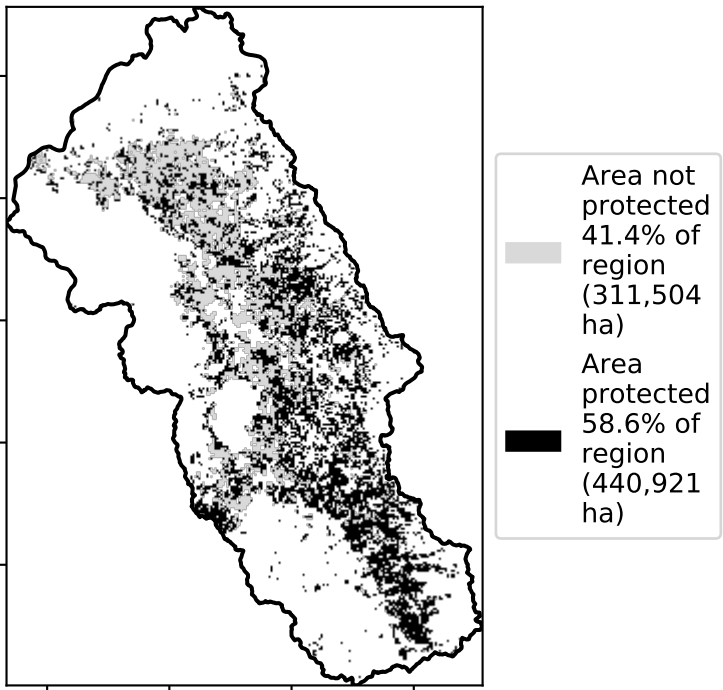 Area not
protected
41.4% of
region
(311,504
ha)
Area
protected
58.6% of
region
(440,921
ha)